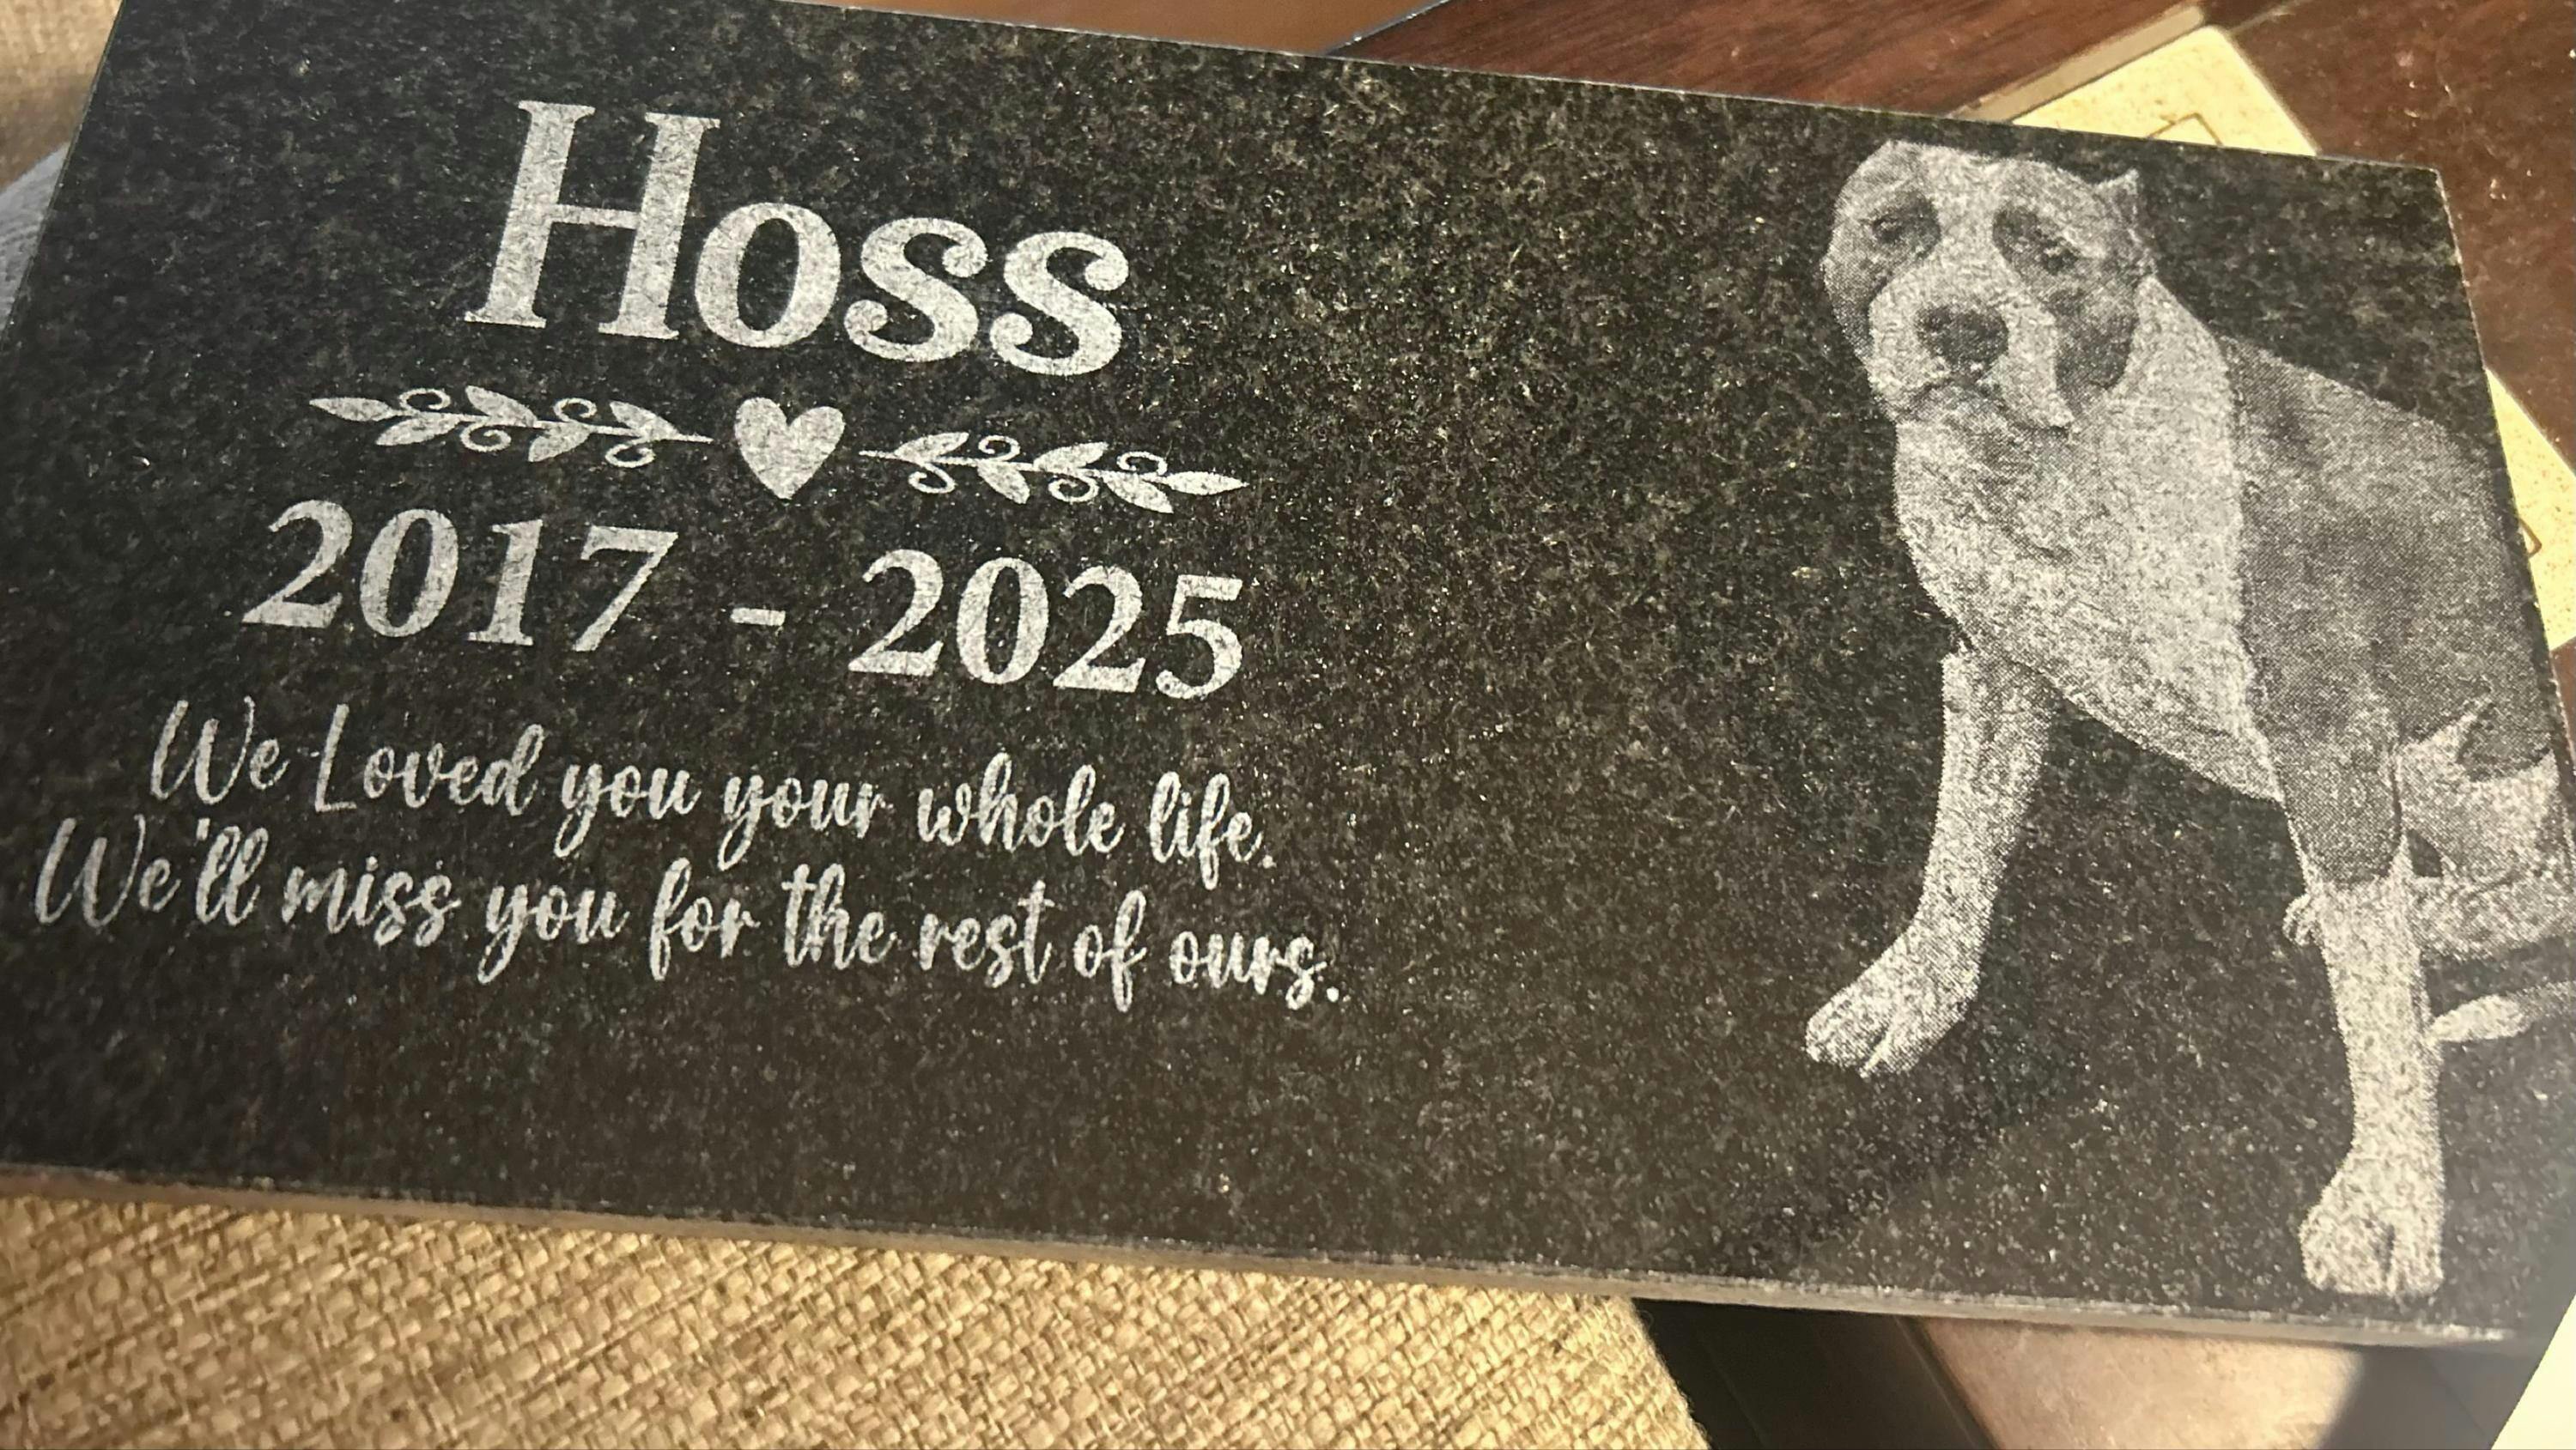 Hoss
2017 - 2025
We Loved you your whole life.
We'll miss you for the rest of ours.